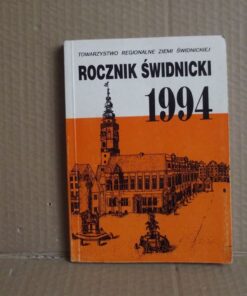 TOWARZYSTWO REGIONALNE ZIEMI ŚWIDNICKIEJ
ROCZNIK ŚWIDNICKI
1994